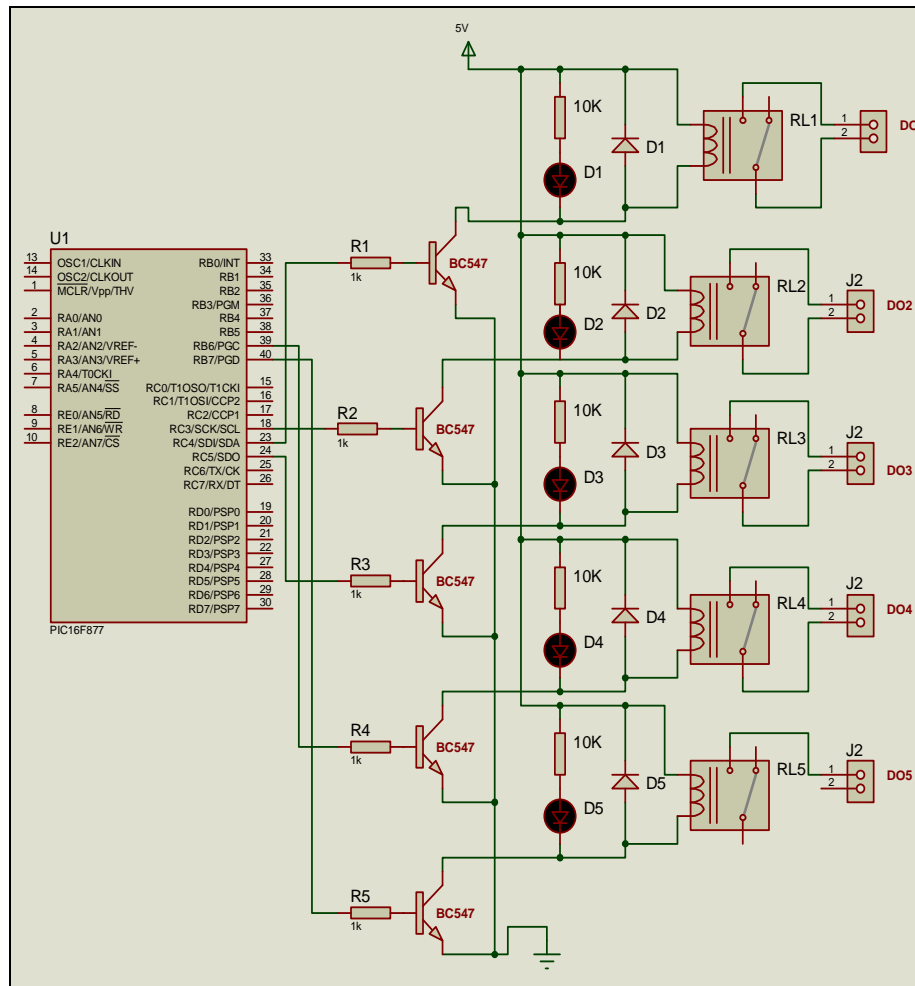 5V
10K
D1
D1
RL1
1
2
DO
U1
13 OSC1/CLKIN
14 OSC2/CLKOUT
1 MCLR/Vpp/THV
2 RA0/AN0
3 RA1/AN1
4 RA2/AN2/VREF-
5 RA3/AN3/VREF+
6 RA4/T0CKI
7 RA5/AN4/SS
8 RE0/AN5/RD
9 RE1/AN6/WR
10 RE2/AN7/CS
RB0/INT 33
RB1 34
RB2 35
RB3/PGM 36
RB4 37
RB5 38
RB6/PGC 39
RB7/PGD 40
RC0/T1OSO/T1CKI 15
RC1/T1OSI/CCP2 16
RC2/CCP1 17
RC3/SCK/SCL 18
RC4/SDI/SDA 23
RC5/SDO 24
RC6/TX/CK 25
RC7/RX/DT 26
RD0/PSP0 19
RD1/PSP1 20
RD2/PSP2 21
RD3/PSP3 22
RD4/PSP4 27
RD5/PSP5 28
RD6/PSP6 29
RD7/PSP7 30
PIC16F877
R1
1k
BC547
10K
D2
D2
RL2
J2
1
2
DO2
R2
1k
BC547
10K
D3
D3
RL3
J2
1
2
DO3
R3
1k
BC547
10K
D4
D4
RL4
J2
1
2
DO4
R4
1k
BC547
10K
D5
D5
RL5
J2
1
2
DO5
R5
1k
BC547